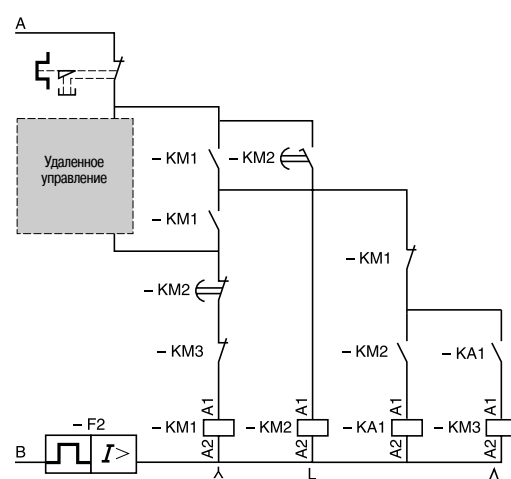 A
Удаленное
управление
– KM1
– KM2
– KM1
– KM1
– KM2
– KM3
– KM2
– KA1
– F2
B
I>
– KM1
A1
A2
– KM2
A1
A2
– KA1
A1
A2
– KM3
A1
A2